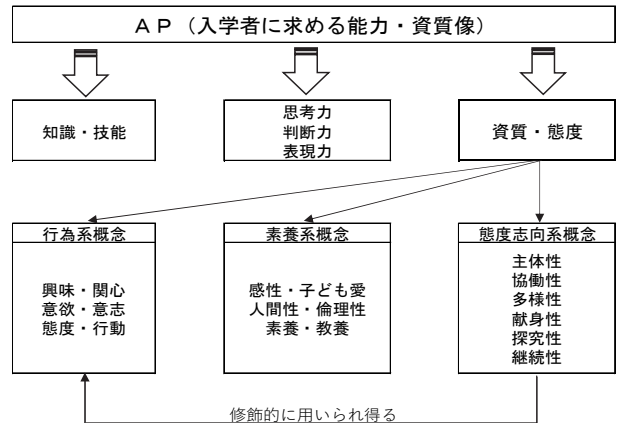 ＡＰ（入学者に求める能力・資質像）
知識・技能
思考力
判断力
表現力
資質・態度
行為系概念
興味・関心
意欲・意志
態度・行動
素養系概念
感性・子ども愛
人間性・倫理性
素養・教養
態度志向系概念
主体性
協働性
多様性
献身性
探究性
継続性
修飾的に用いられ得る